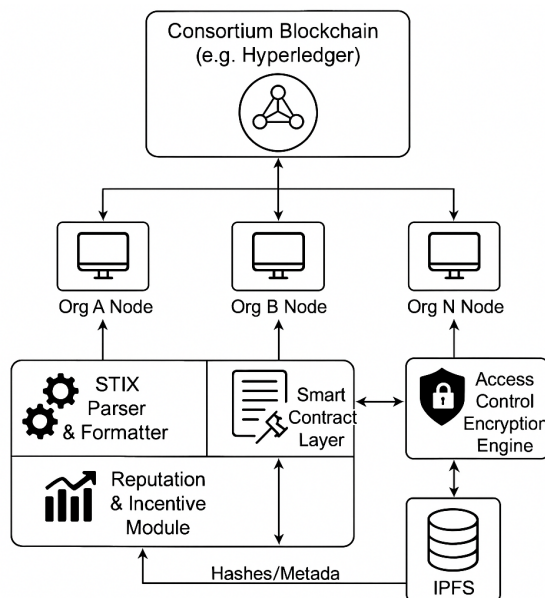 Consortium Blockchain
(e.g. Hyperledger)
Org A Node
Org B Node
Org N Node
STIX
Parser
& Formatter
Smart
Contract
Layer
Access
Control
Encryption
Engine
Reputation
& Incentive
Module
Hashes/Metada
IPFS